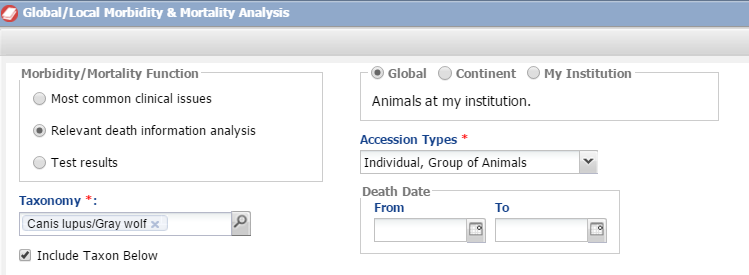 Global/Local Morbidity & Mortality Analysis
Morbidity/Mortality Function
Most common clinical issues
Relevant death information analysis
Test results
Taxonomy *:
Canis lupus/Gray wolf
Include Taxon Below
Global Continent My Institution
Animals at my institution.
Accession Types *
Individual, Group of Animals
Death Date
From To